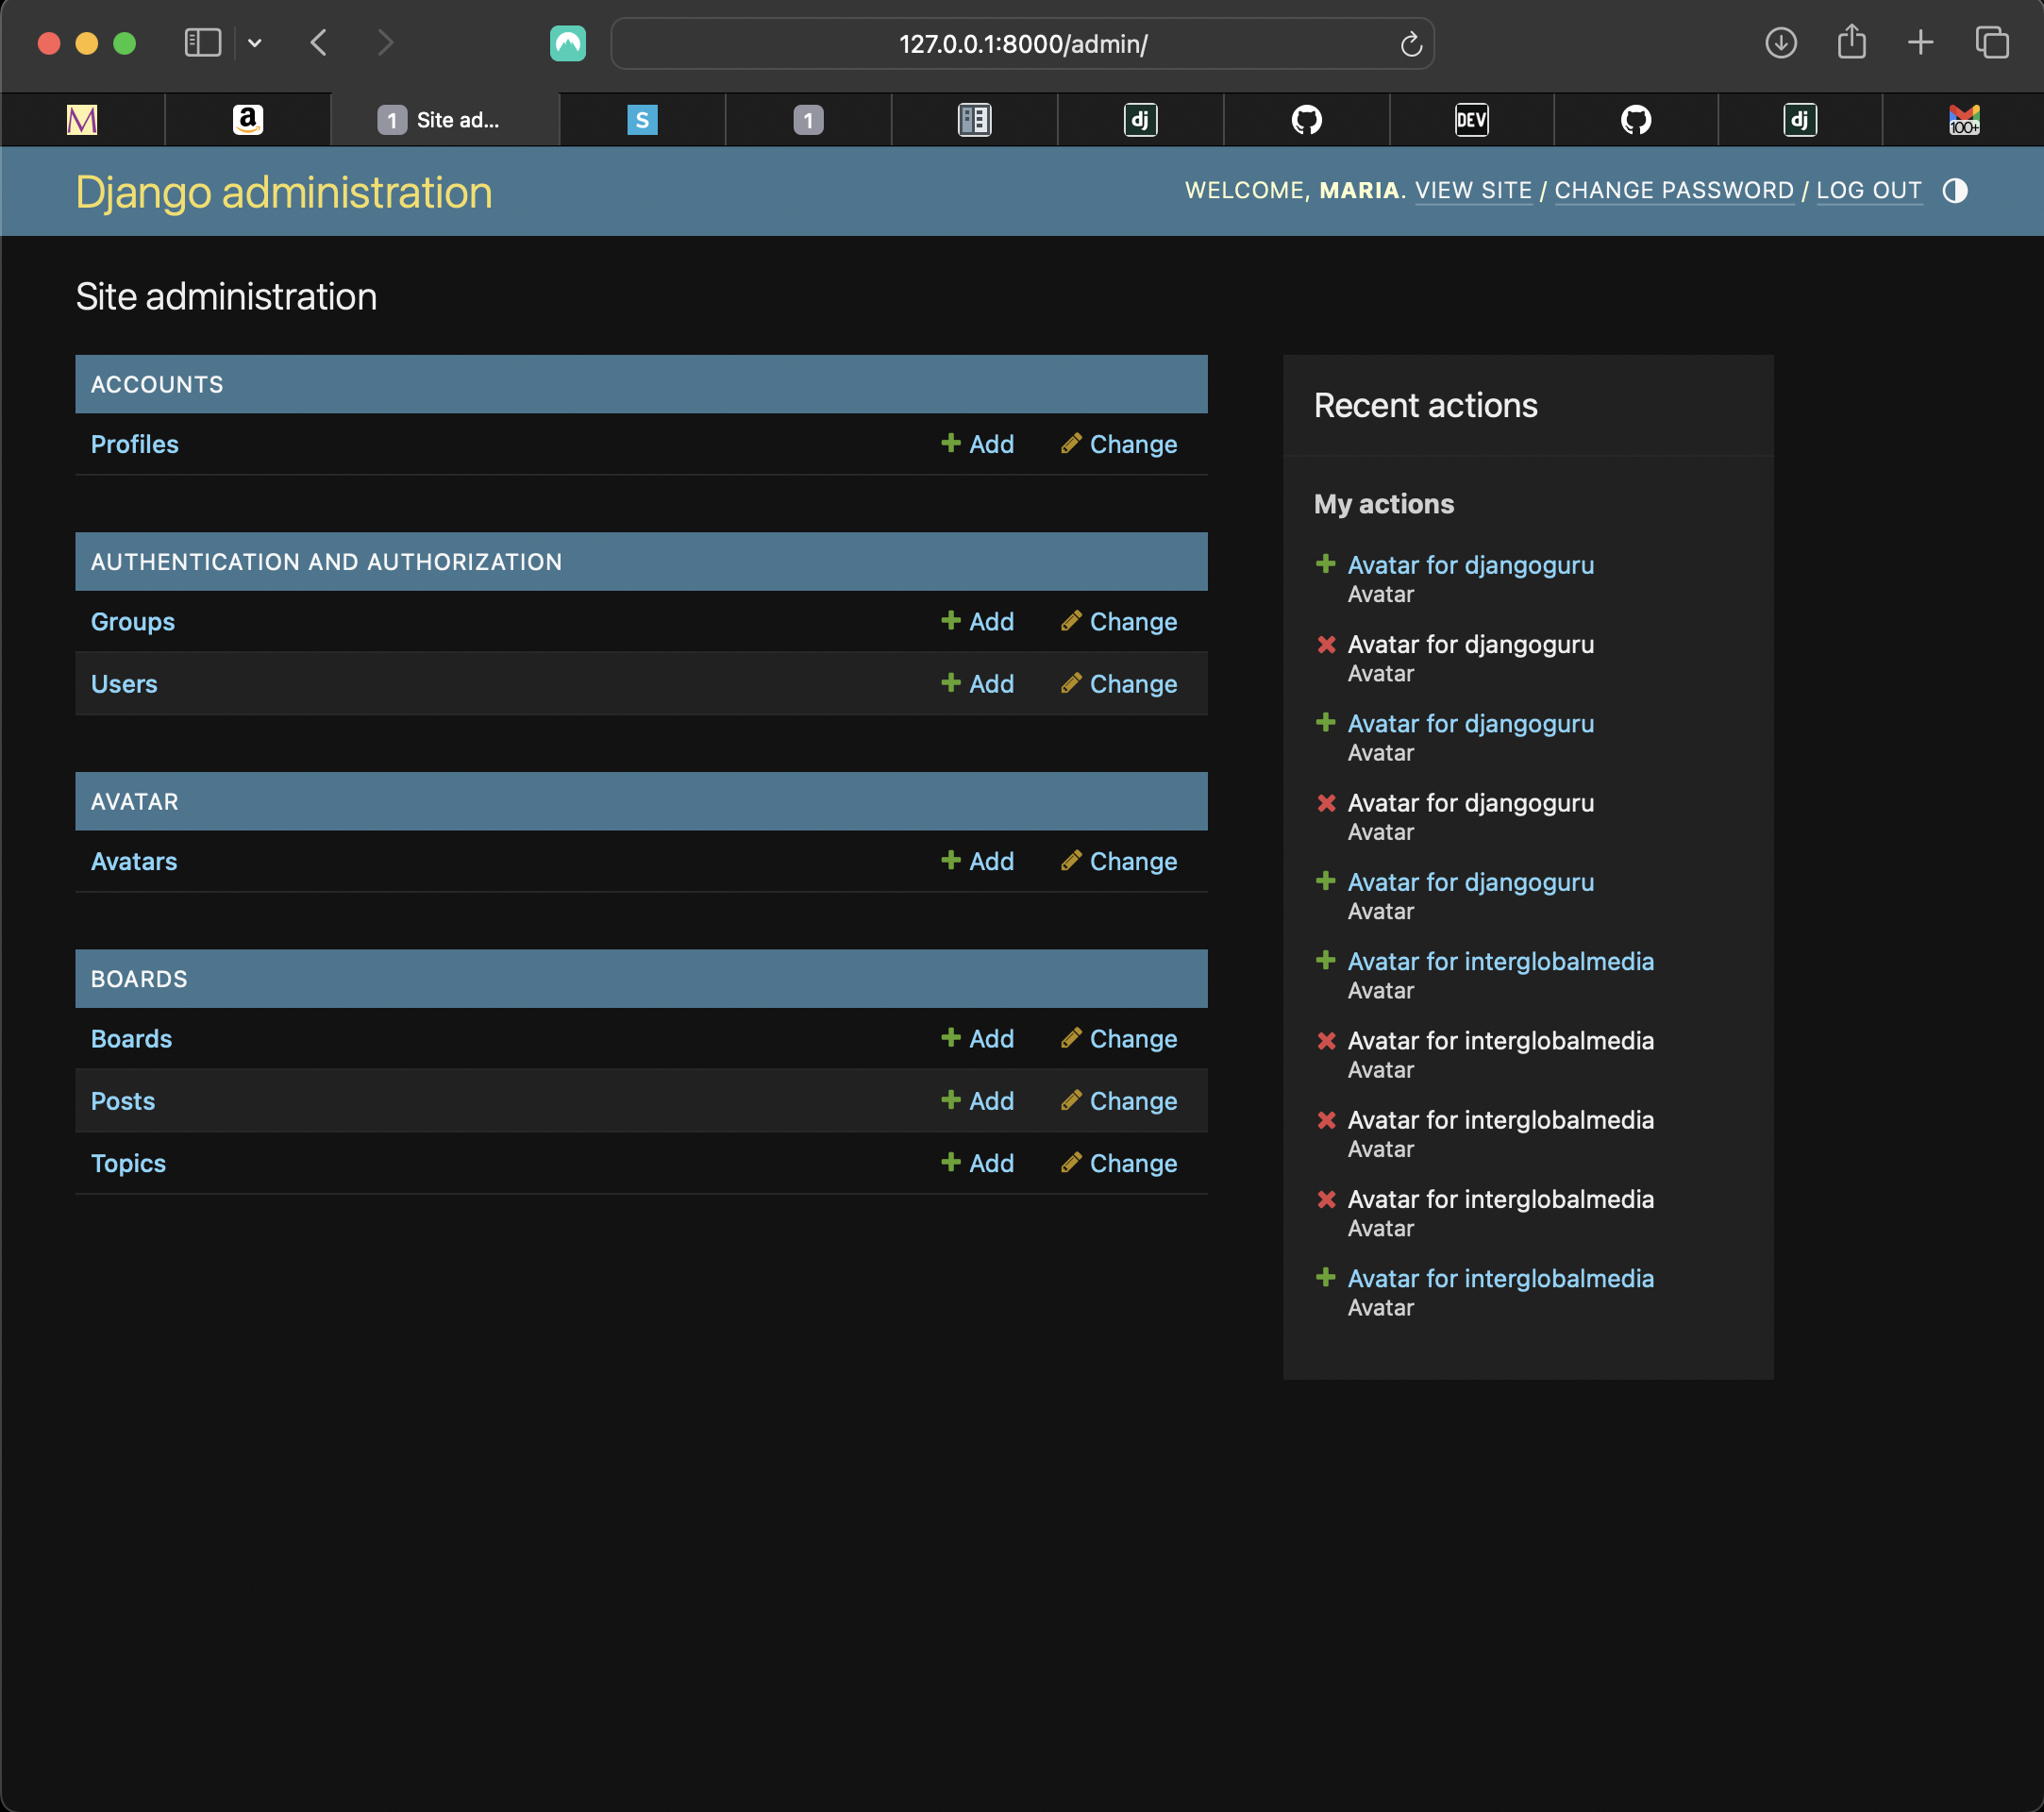 127.0.0.1:8000/admin/
M
a
1 Site ad...
S
1
dj
DEV
dj
100+
Django administration
WELCOME, MARIA. VIEW SITE / CHANGE PASSWORD / LOG OUT
Site administration
ACCOUNTS
Profiles Add Change
AUTHENTICATION AND AUTHORIZATION
Groups Add Change
Users Add Change
AVATAR
Avatars Add Change
BOARDS
Boards Add Change
Posts Add Change
Topics Add Change
Recent actions
My actions
Avatar for djangoguru
Avatar
Avatar for djangoguru
Avatar
Avatar for djangoguru
Avatar
Avatar for djangoguru
Avatar
Avatar for djangoguru
Avatar
Avatar for interglobalmedia
Avatar
Avatar for interglobalmedia
Avatar
Avatar for interglobalmedia
Avatar
Avatar for interglobalmedia
Avatar
Avatar for interglobalmedia
Avatar